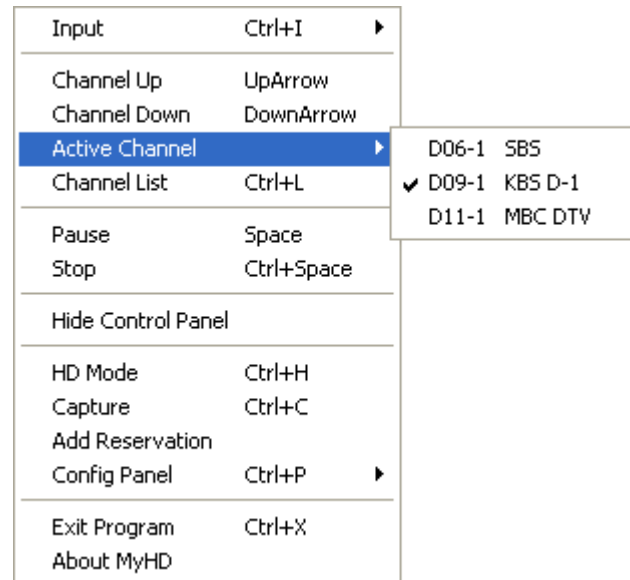 Input Ctrl+I
Channel Up UpArrow
Channel Down DownArrow
Active Channel
Channel List Ctrl+L
Pause Space
Stop Ctrl+Space
Hide Control Panel
HD Mode Ctrl+H
Capture Ctrl+C
Add Reservation
Config Panel Ctrl+P
Exit Program Ctrl+X
About MyHD
D06-1 SBS
D09-1 KBS D-1
D11-1 MBC DTV